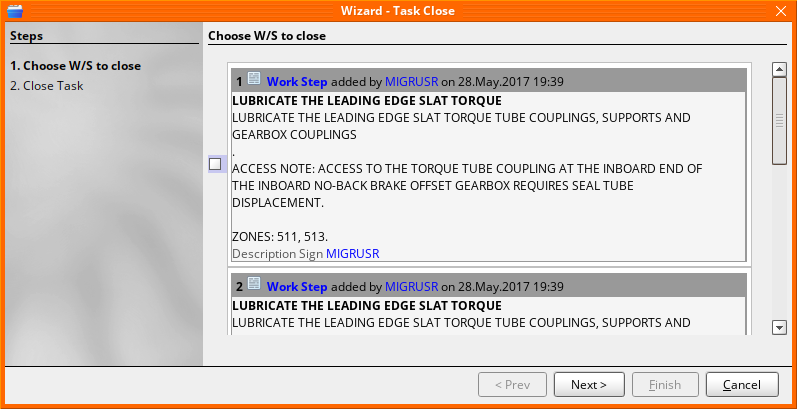 Wizard - Task Close
Steps
1. Choose W/S to close
2. Close Task
Choose W/S to close
1 Work Step added by MIGRUSR on 28.May.2017 19:39
LUBRICATE THE LEADING EDGE SLAT TORQUE
LUBRICATE THE LEADING EDGE SLAT TORQUE TUBE COUPLINGS, SUPPORTS AND
GEARBOX COUPLINGS
.
ACCESS NOTE: ACCESS TO THE TORQUE TUBE COUPLING AT THE INBOARD END OF
THE INBOARD NO-BACK BRAKE OFFSET GEARBOX REQUIRES SEAL TUBE
DISPLACEMENT.
ZONES: 511, 513.
Description Sign MIGRUSR
2 Work Step added by MIGRUSR on 28.May.2017 19:39
LUBRICATE THE LEADING EDGE SLAT TORQUE
LUBRICATE THE LEADING EDGE SLAT TORQUE TUBE COUPLINGS, SUPPORTS AND
< Prev Next > Finish Cancel